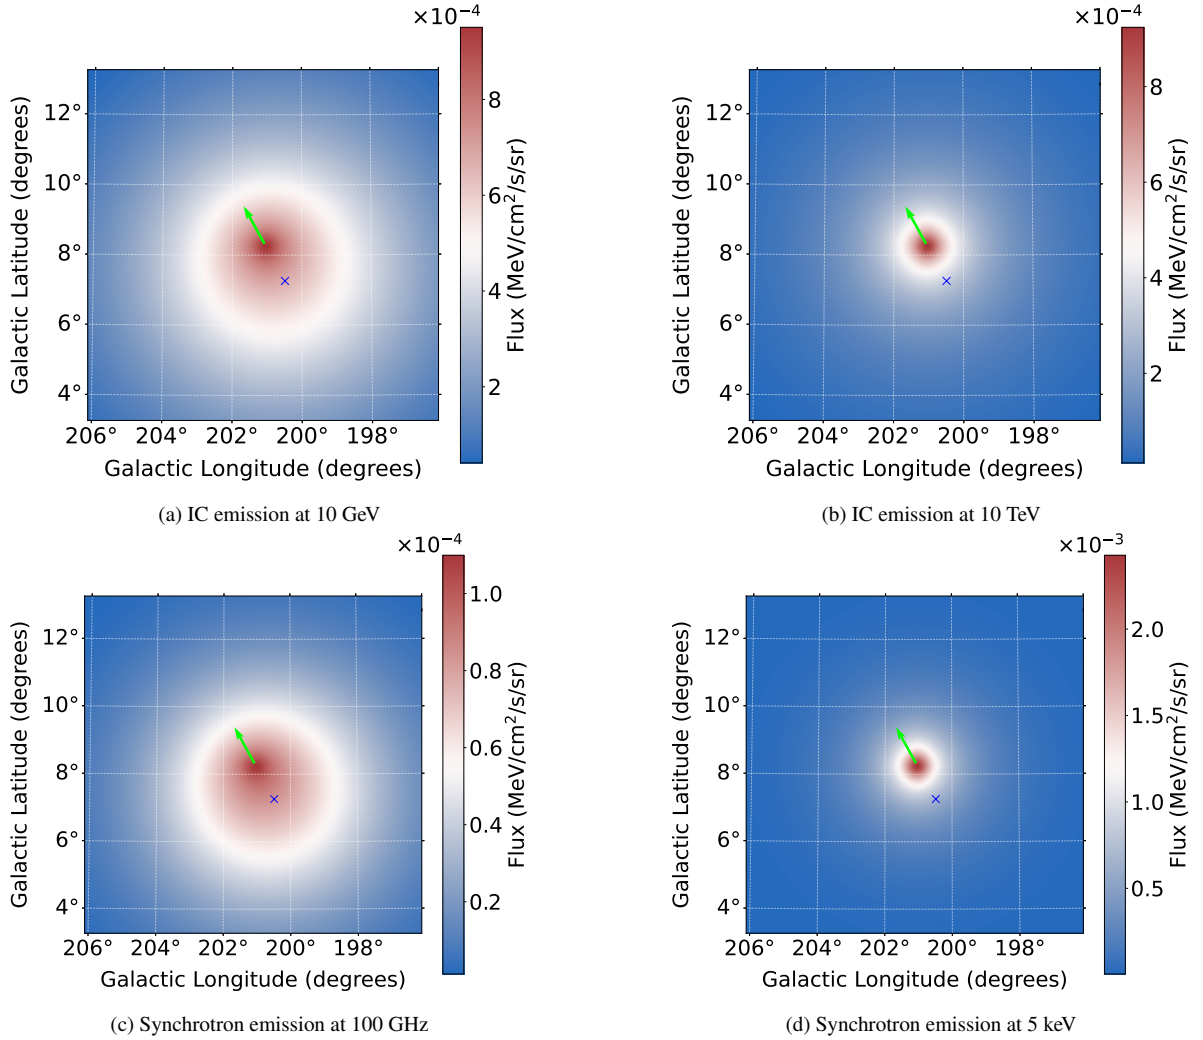 ×10⁻⁴
12°
10°
8°
6°
4°
Galactic Latitude (degrees)
206° 204° 202° 200° 198°
Galactic Longitude (degrees)
8
6
4
2
Flux (MeV/cm²/s/sr)
(a) IC emission at 10 GeV
×10⁻⁴
12°
10°
8°
6°
4°
Galactic Latitude (degrees)
206° 204° 202° 200° 198°
Galactic Longitude (degrees)
8
6
4
2
Flux (MeV/cm²/s/sr)
(b) IC emission at 10 TeV
×10⁻⁴
12°
10°
8°
6°
4°
Galactic Latitude (degrees)
206° 204° 202° 200° 198°
Galactic Longitude (degrees)
1.0
0.8
0.6
0.4
0.2
Flux (MeV/cm²/s/sr)
(c) Synchrotron emission at 100 GHz
×10⁻³
12°
10°
8°
6°
4°
Galactic Latitude (degrees)
206° 204° 202° 200° 198°
Galactic Longitude (degrees)
2.0
1.5
1.0
0.5
Flux (MeV/cm²/s/sr)
(d) Synchrotron emission at 5 keV